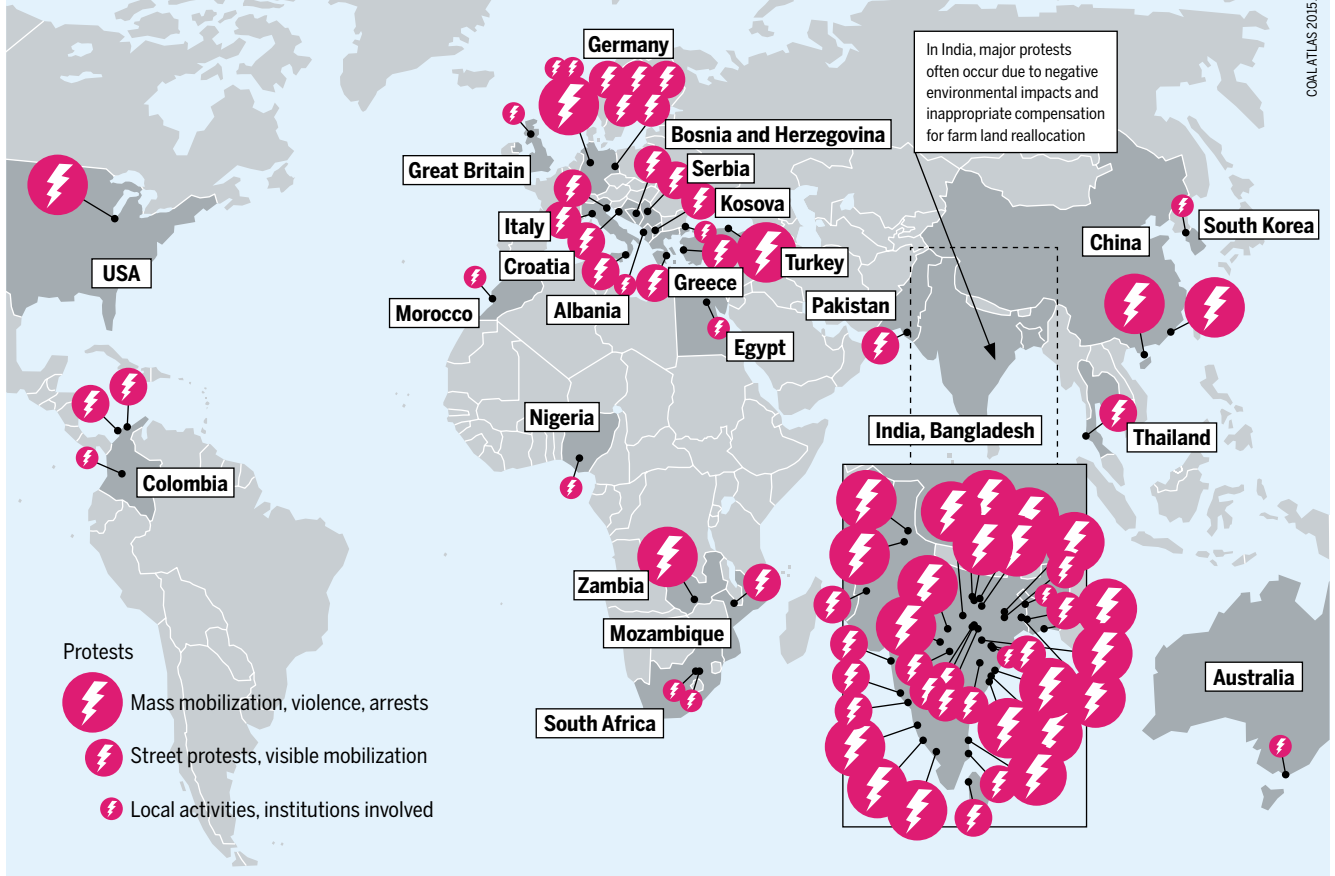 COAL ATLAS 2015
Germany
In India, major protests
often occur due to negative
environmental impacts and
inappropriate compensation
for farm land reallocation
Bosnia and Herzegovina
Great Britain
Serbia
Kosova
Italy
South Korea
China
USA
Croatia
Turkey
Greece
Morocco
Albania
Pakistan
Egypt
Nigeria
India, Bangladesh
Thailand
Colombia
Zambia
Mozambique
Protests
Australia
Mass mobilization, violence, arrests
South Africa
Street protests, visible mobilization
Local activities, institutions involved